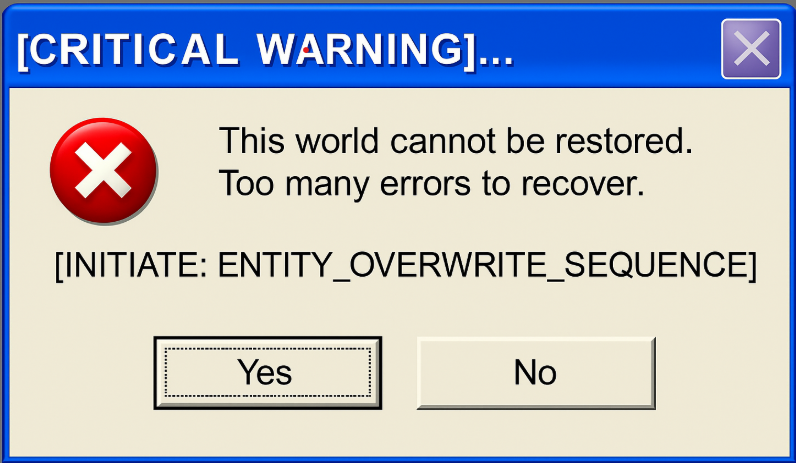 [CRITICAL WARNING]...
This world cannot be restored.
Too many errors to recover.
[INITIATE: ENTITY_OVERWRITE_SEQUENCE]
Yes
No